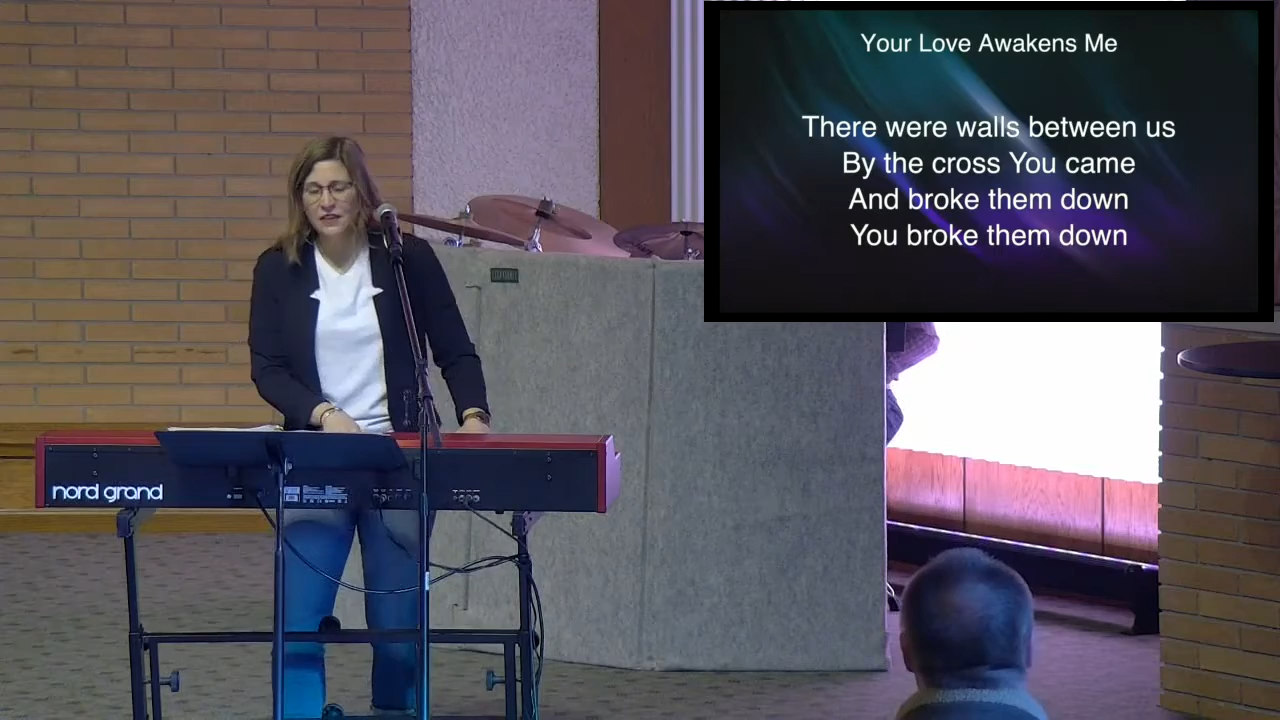 Your Love Awakens Me
There were walls between us
By the cross You came
And broke them down
You broke them down
nord grand